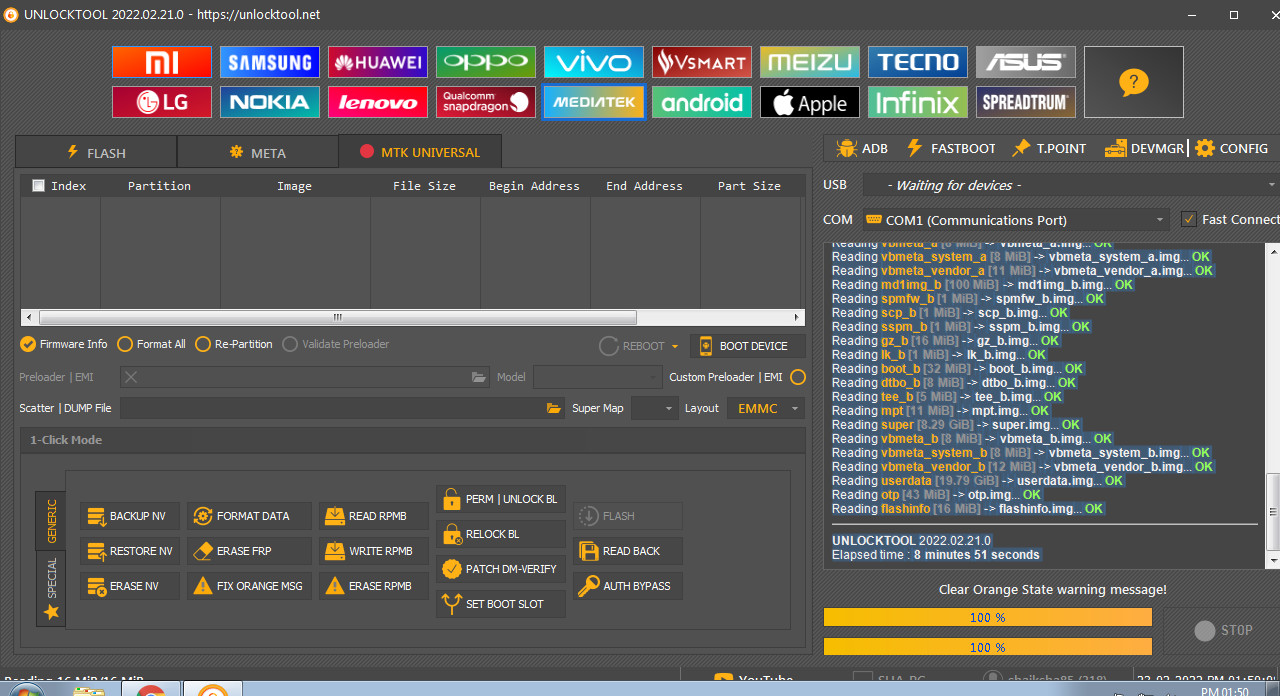 UNLOCKTOOL 2022.02.21.0 - https://unlocktool.net
mi SAMSUNG HUAWEI oppo vivo VSMART MEIZU TECNO ASUS ?
LG NOKIA lenovo Qualcomm snapdragon MEDIATEK android Apple Infinix SPREADTRUM
FLASH META MTK UNIVERSAL
ADB FASTBOOT T.POINT DEVMGR CONFIG
Index Partition Image File Size Begin Address End Address Part Size
USB - Waiting for devices -
COM COM1 (Communications Port) Fast Connect
Reading vbmeta_a [8 MiB] -> vbmeta_a.img... OK
Reading vbmeta_system_a [8 MiB] -> vbmeta_system_a.img... OK
Reading vbmeta_vendor_a [11 MiB] -> vbmeta_vendor_a.img... OK
Reading md1img_b [100 MiB] -> md1img_b.img... OK
Reading spmfw_b [1 MiB] -> spmfw_b.img... OK
Reading scp_b [1 MiB] -> scp_b.img... OK
Reading sspm_b [1 MiB] -> sspm_b.img... OK
Reading gz_b [16 MiB] -> gz_b.img... OK
Reading lk_b [1 MiB] -> lk_b.img... OK
Reading boot_b [32 MiB] -> boot_b.img... OK
Reading dtbo_b [8 MiB] -> dtbo_b.img... OK
Reading tee_b [5 MiB] -> tee_b.img... OK
Reading mpt [11 MiB] -> mpt.img... OK
Reading super [8.29 GiB] -> super.img... OK
Reading vbmeta_b [8 MiB] -> vbmeta_b.img... OK
Reading vbmeta_system_b [8 MiB] -> vbmeta_system_b.img... OK
Reading vbmeta_vendor_b [12 MiB] -> vbmeta_vendor_b.img... OK
Reading userdata [19.79 GiB] -> userdata.img... OK
Reading otp [43 MiB] -> otp.img... OK
Reading flashinfo [16 MiB] -> flashinfo.img... OK
UNLOCKTOOL 2022.02.21.0
Elapsed time : 8 minutes 51 seconds
Firmware Info Format All Re-Partition Validate Preloader REBOOT BOOT DEVICE
Preloader | EMI Model Custom Preloader | EMI
Scatter | DUMP File Super Map Layout EMMC
1-Click Mode
GENERIC
SPECIAL
BACKUP NV FORMAT DATA READ RPMB PERM | UNLOCK BL FLASH
RESTORE NV ERASE FRP WRITE RPMB RELOCK BL READ BACK
ERASE NV FIX ORANGE MSG ERASE RPMB PATCH DM-VERIFY AUTH BYPASS
SET BOOT SLOT
Clear Orange State warning message!
100 %
STOP
100 %
Reading 16 MiB/16 MiB
YouTube
SHA-PC
PM 01:50